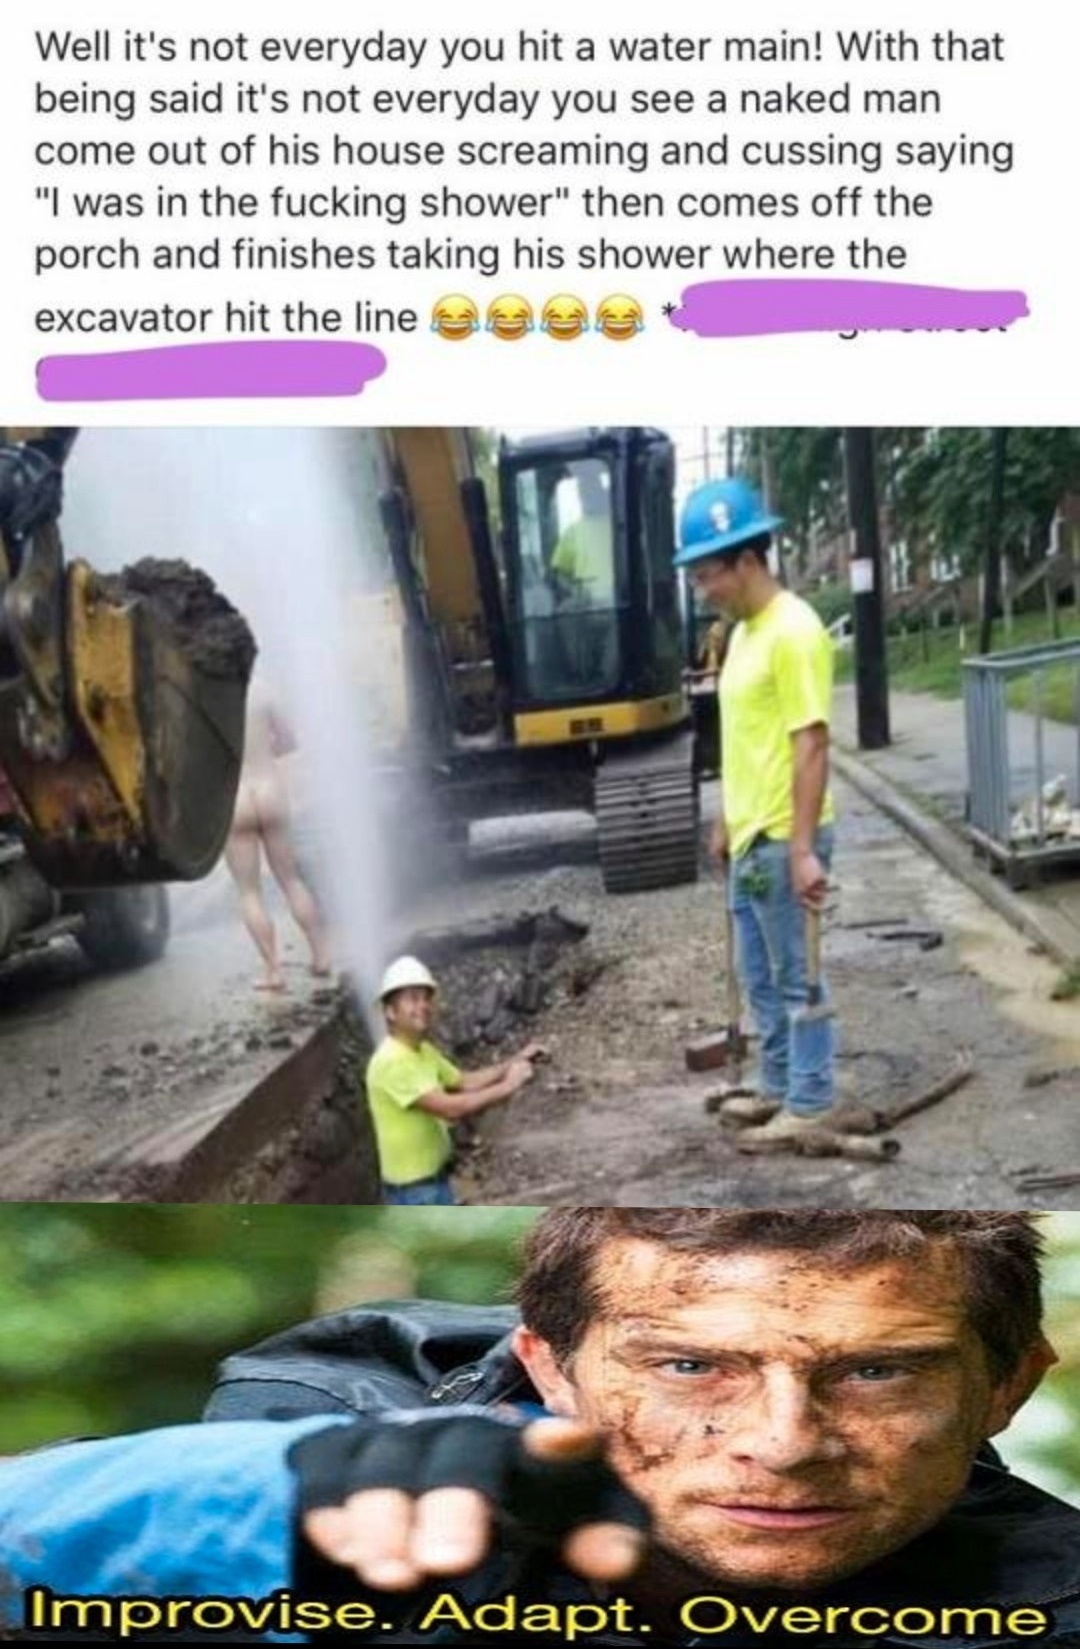 Well it's not everyday you hit a water main! With that
being said it's not everyday you see a naked man
come out of his house screaming and cussing saying
"I was in the fucking shower" then comes off the
porch and finishes taking his shower where the
excavator hit the line 😂😂😂😂 *
Improvise. Adapt. Overcome